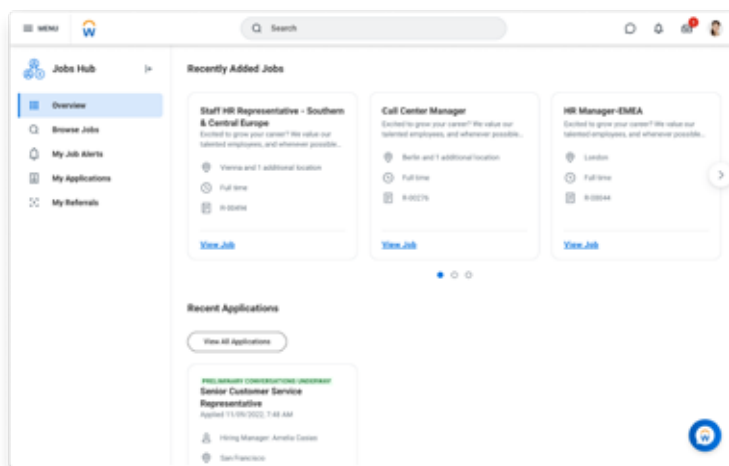 MENU
Search
Jobs Hub
Overview
Browse Jobs
My Job Alerts
My Applications
My Referrals
Recently Added Jobs
Staff HR Representative - Southern
& Central Europe
Excited to grow your career? We value our
talented employees, and whenever possible...
Vienna and 1 additional location
Full time
R-00494
View Job
Call Center Manager
Excited to grow your career? We value our
talented employees, and whenever possible...
Berlin and 1 additional location
Full time
R-00276
View Job
HR Manager-EMEA
Excited to grow your career? We value our
talented employees, and whenever possible...
London
Full time
R-00044
View Job
Recent Applications
View All Applications
PRELIMINARY CONVERSATIONS UNDERWAY
Senior Customer Service
Representative
Applied 11/09/2022, 7:48 AM
Hiring Manager: Amelia
San Francisco